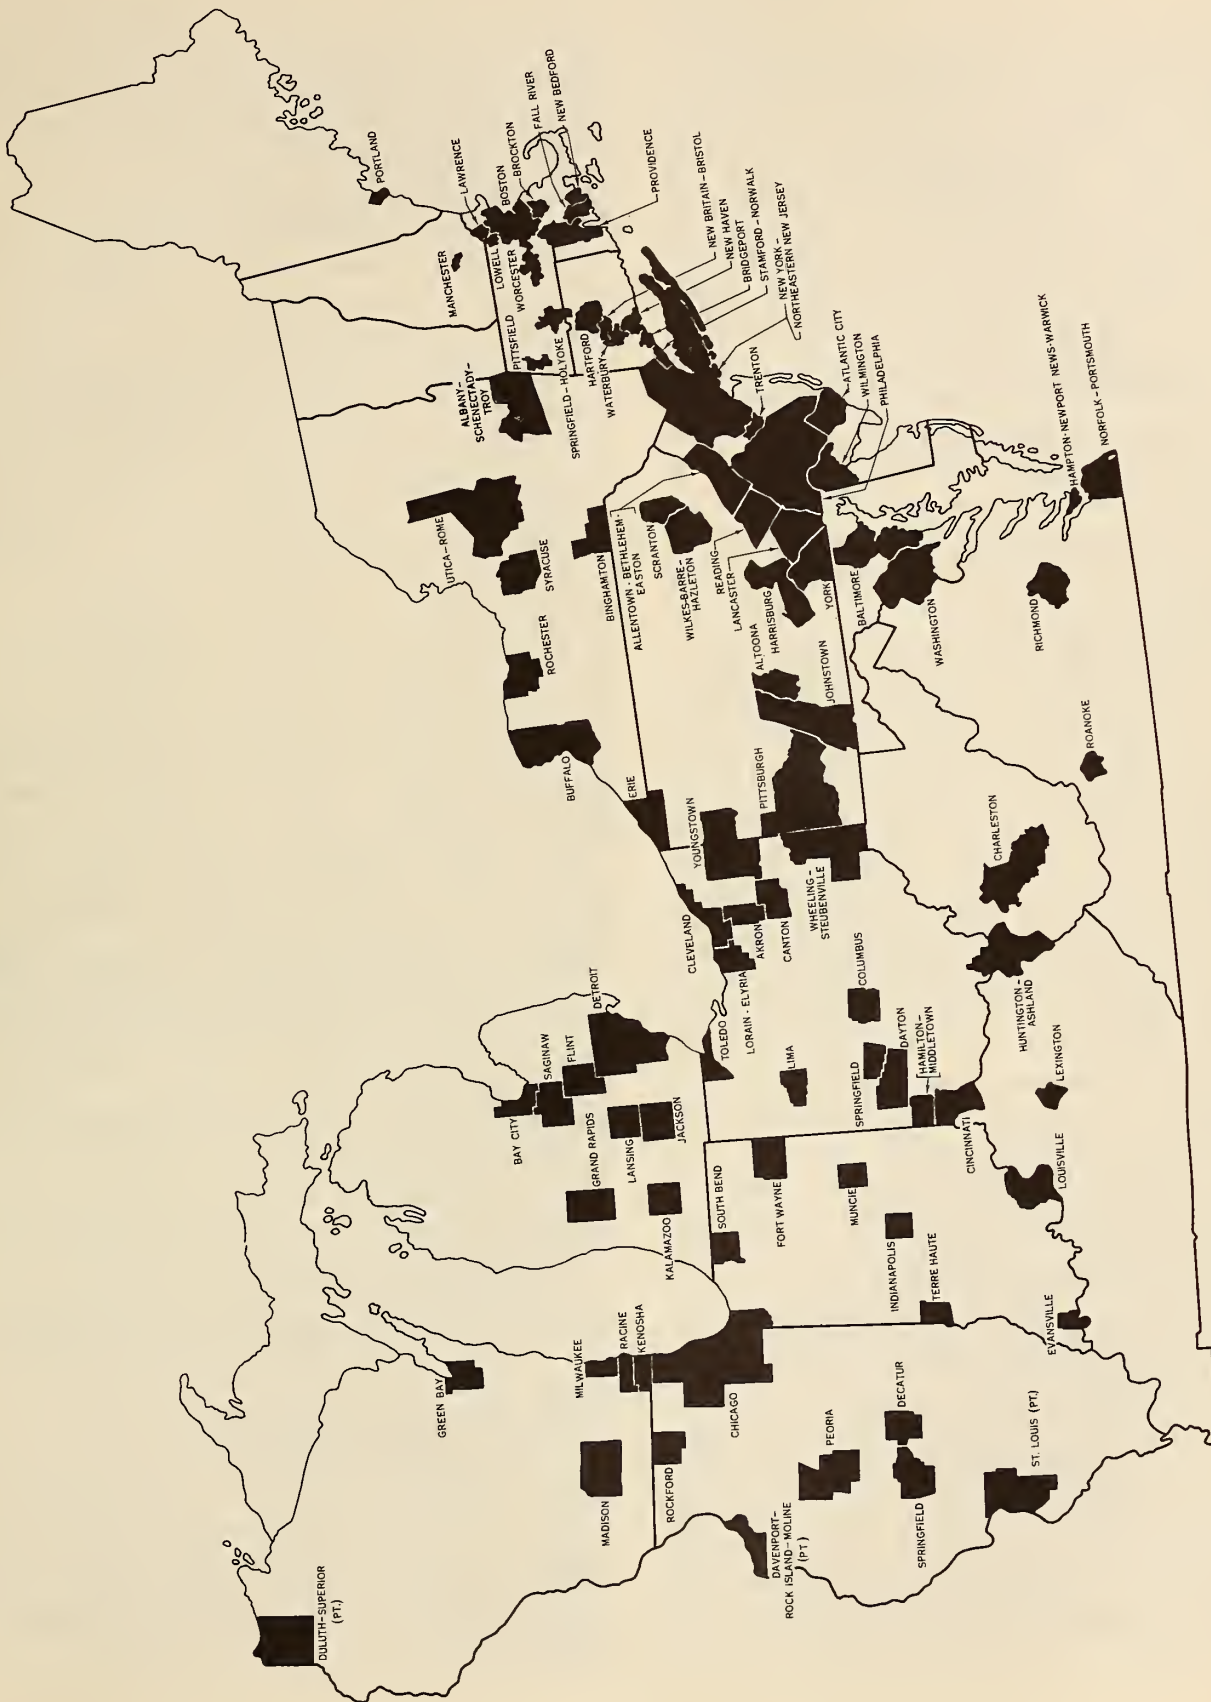 DULUTH-SUPERIOR
(PT.)
GREEN BAY
MADISON
MILWAUKEE
RACINE
KENOSHA
ROCKFORD
CHICAGO
DAVENPORT-
ROCK ISLAND-MOLINE
(PT)
PEORIA
SPRINGFIELD
DECATUR
ST. LOUIS (PT.)
BAY CITY
SAGINAW
FLINT
DETROIT
GRAND RAPIDS
LANSING
JACKSON
KALAMAZOO
SOUTH BEND
FORT WAYNE
MUNCIE
INDIANAPOLIS
TERRE HAUTE
EVANSVILLE
LOUISVILLE
LEXINGTON
TOLEDO
LIMA
CLEVELAND
LORAIN-ELYRIA
AKRON
CANTON
YOUNGSTOWN
WHEELING-
STEUBENVILLE
COLUMBUS
SPRINGFIELD
DAYTON
HAMILTON-
MIDDLETOWN
CINCINNATI
HUNTINGTON-
ASHLAND
CHARLESTON
ERIE
PITTSBURGH
ALTOONA
JOHNSTOWN
HARRISBURG
YORK
LANCASTER
READING
WILKES-BARRE-
HAZLETON
SCRANTON
ALLENTOWN-BETHLEHEM-
EASTON
BUFFALO
ROCHESTER
SYRACUSE
UTICA-ROME
BINGHAMTON
ALBANY-
SCHENECTADY-
TROY
PORTLAND
MANCHESTER
LAWRENCE
LOWELL
BOSTON
WORCESTER
BROCKTON
FALL RIVER
NEW BEDFORD
PROVIDENCE
PITTSFIELD
SPRINGFIELD-HOLYOKE
HARTFORD
WATERBURY
NEW BRITAIN-BRISTOL
NEW HAVEN
BRIDGEPORT
STAMFORD-NORWALK
NEW YORK-
NORTHEASTERN NEW JERSEY
TRENTON
ATLANTIC CITY
WILMINGTON
PHILADELPHIA
BALTIMORE
WASHINGTON
RICHMOND
ROANOKE
HAMPTON-NEWPORT NEWS-WARWICK
NORFOLK-PORTSMOUTH